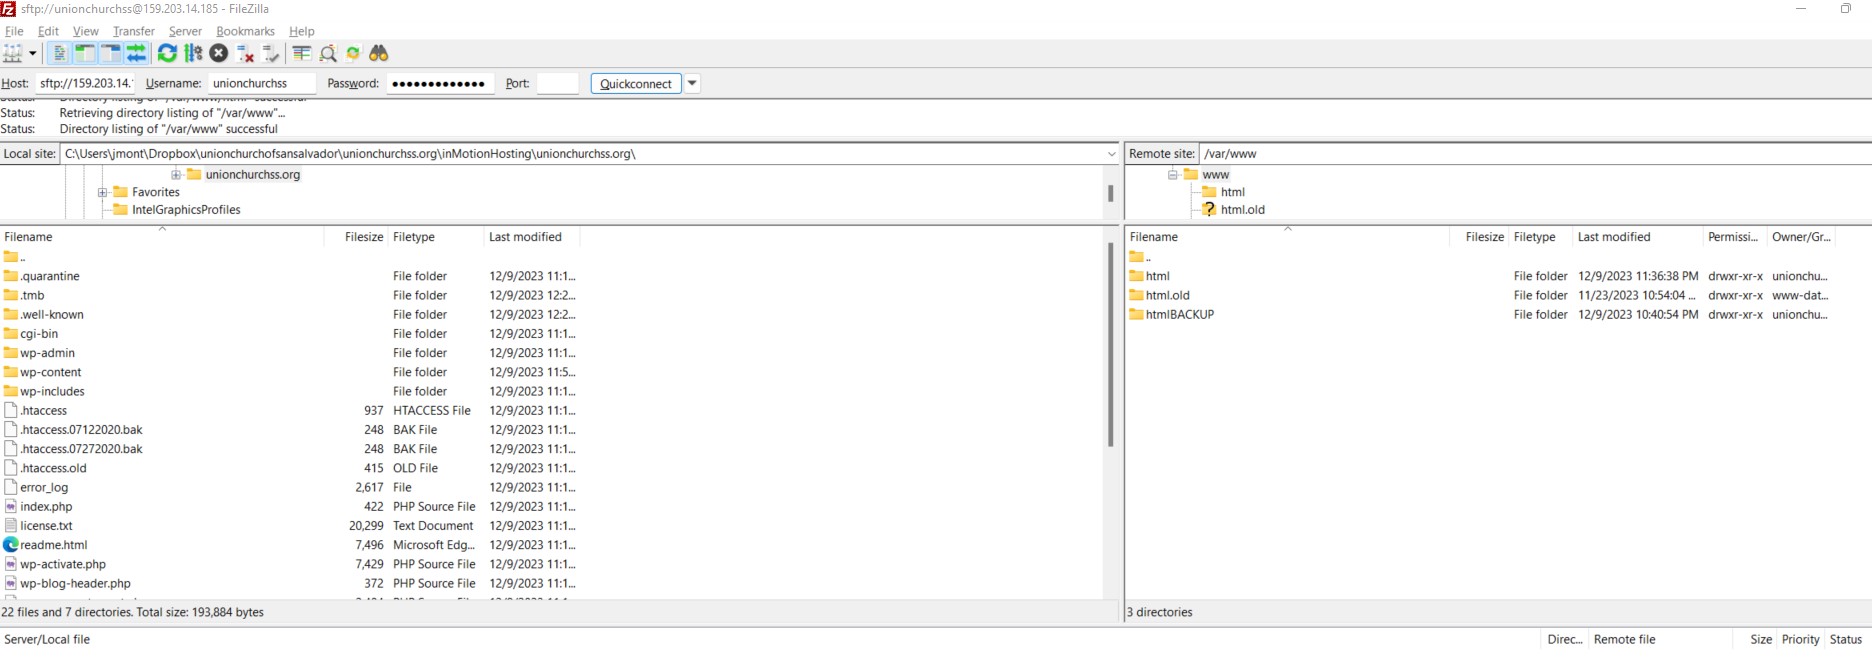 sftp://unionchurchss@159.203.14.185 - FileZilla
File Edit View Transfer Server Bookmarks Help
Host: sftp://159.203.14. Username: unionchurchss Password: ●●●●●●●●●●●●● Port: Quickconnect
Status: Directory listing of "/var/www/html" successful
Status: Retrieving directory listing of "/var/www"...
Status: Directory listing of "/var/www" successful
Local site: C:\Users\jmont\Dropbox\unionchurchofsansalvador\unionchurchss.org\inMotionHosting\unionchurchss.org\
unionchurchss.org
Favorites
IntelGraphicsProfiles
Filename Filesize Filetype Last modified
..
.quarantine File folder 12/9/2023 11:1...
.tmb File folder 12/9/2023 12:2...
.well-known File folder 12/9/2023 12:2...
cgi-bin File folder 12/9/2023 11:1...
wp-admin File folder 12/9/2023 11:1...
wp-content File folder 12/9/2023 11:5...
wp-includes File folder 12/9/2023 11:1...
.htaccess 937 HTACCESS File 12/9/2023 11:1...
.htaccess.07122020.bak 248 BAK File 12/9/2023 11:1...
.htaccess.07272020.bak 248 BAK File 12/9/2023 11:1...
.htaccess.old 415 OLD File 12/9/2023 11:1...
error_log 2,617 File 12/9/2023 11:1...
index.php 422 PHP Source File 12/9/2023 11:1...
license.txt 20,299 Text Document 12/9/2023 11:1...
readme.html 7,496 Microsoft Edg... 12/9/2023 11:1...
wp-activate.php 7,429 PHP Source File 12/9/2023 11:1...
wp-blog-header.php 372 PHP Source File 12/9/2023 11:1...
22 files and 7 directories. Total size: 193,884 bytes
Remote site: /var/www
www
html
html.old
Filename Filesize Filetype Last modified Permissi... Owner/Gr...
..
html File folder 12/9/2023 11:36:38 PM drwxr-xr-x unionchu...
html.old File folder 11/23/2023 10:54:04 ... drwxr-xr-x www-dat...
htmlBACKUP File folder 12/9/2023 10:40:54 PM drwxr-xr-x unionchu...
3 directories
Server/Local file Direc... Remote file Size Priority Status